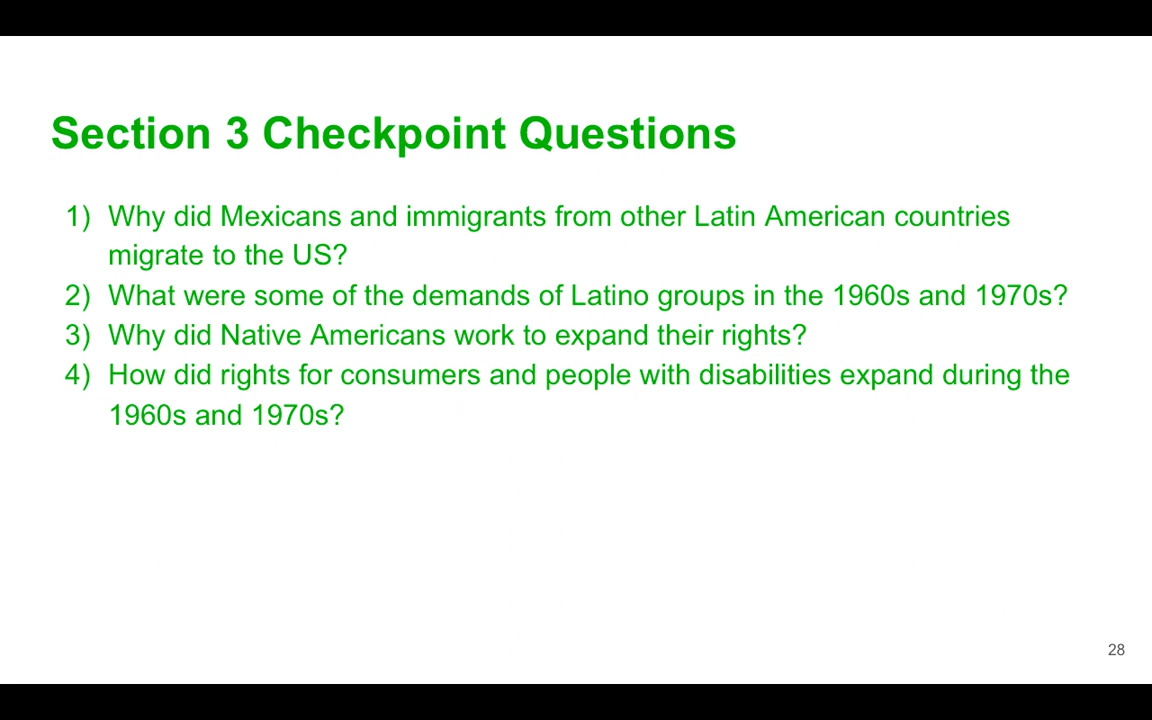 Section 3 Checkpoint Questions
1) Why did Mexicans and immigrants from other Latin American countries
migrate to the US?
2) What were some of the demands of Latino groups in the 1960s and 1970s?
3) Why did Native Americans work to expand their rights?
4) How did rights for consumers and people with disabilities expand during the
1960s and 1970s?
28